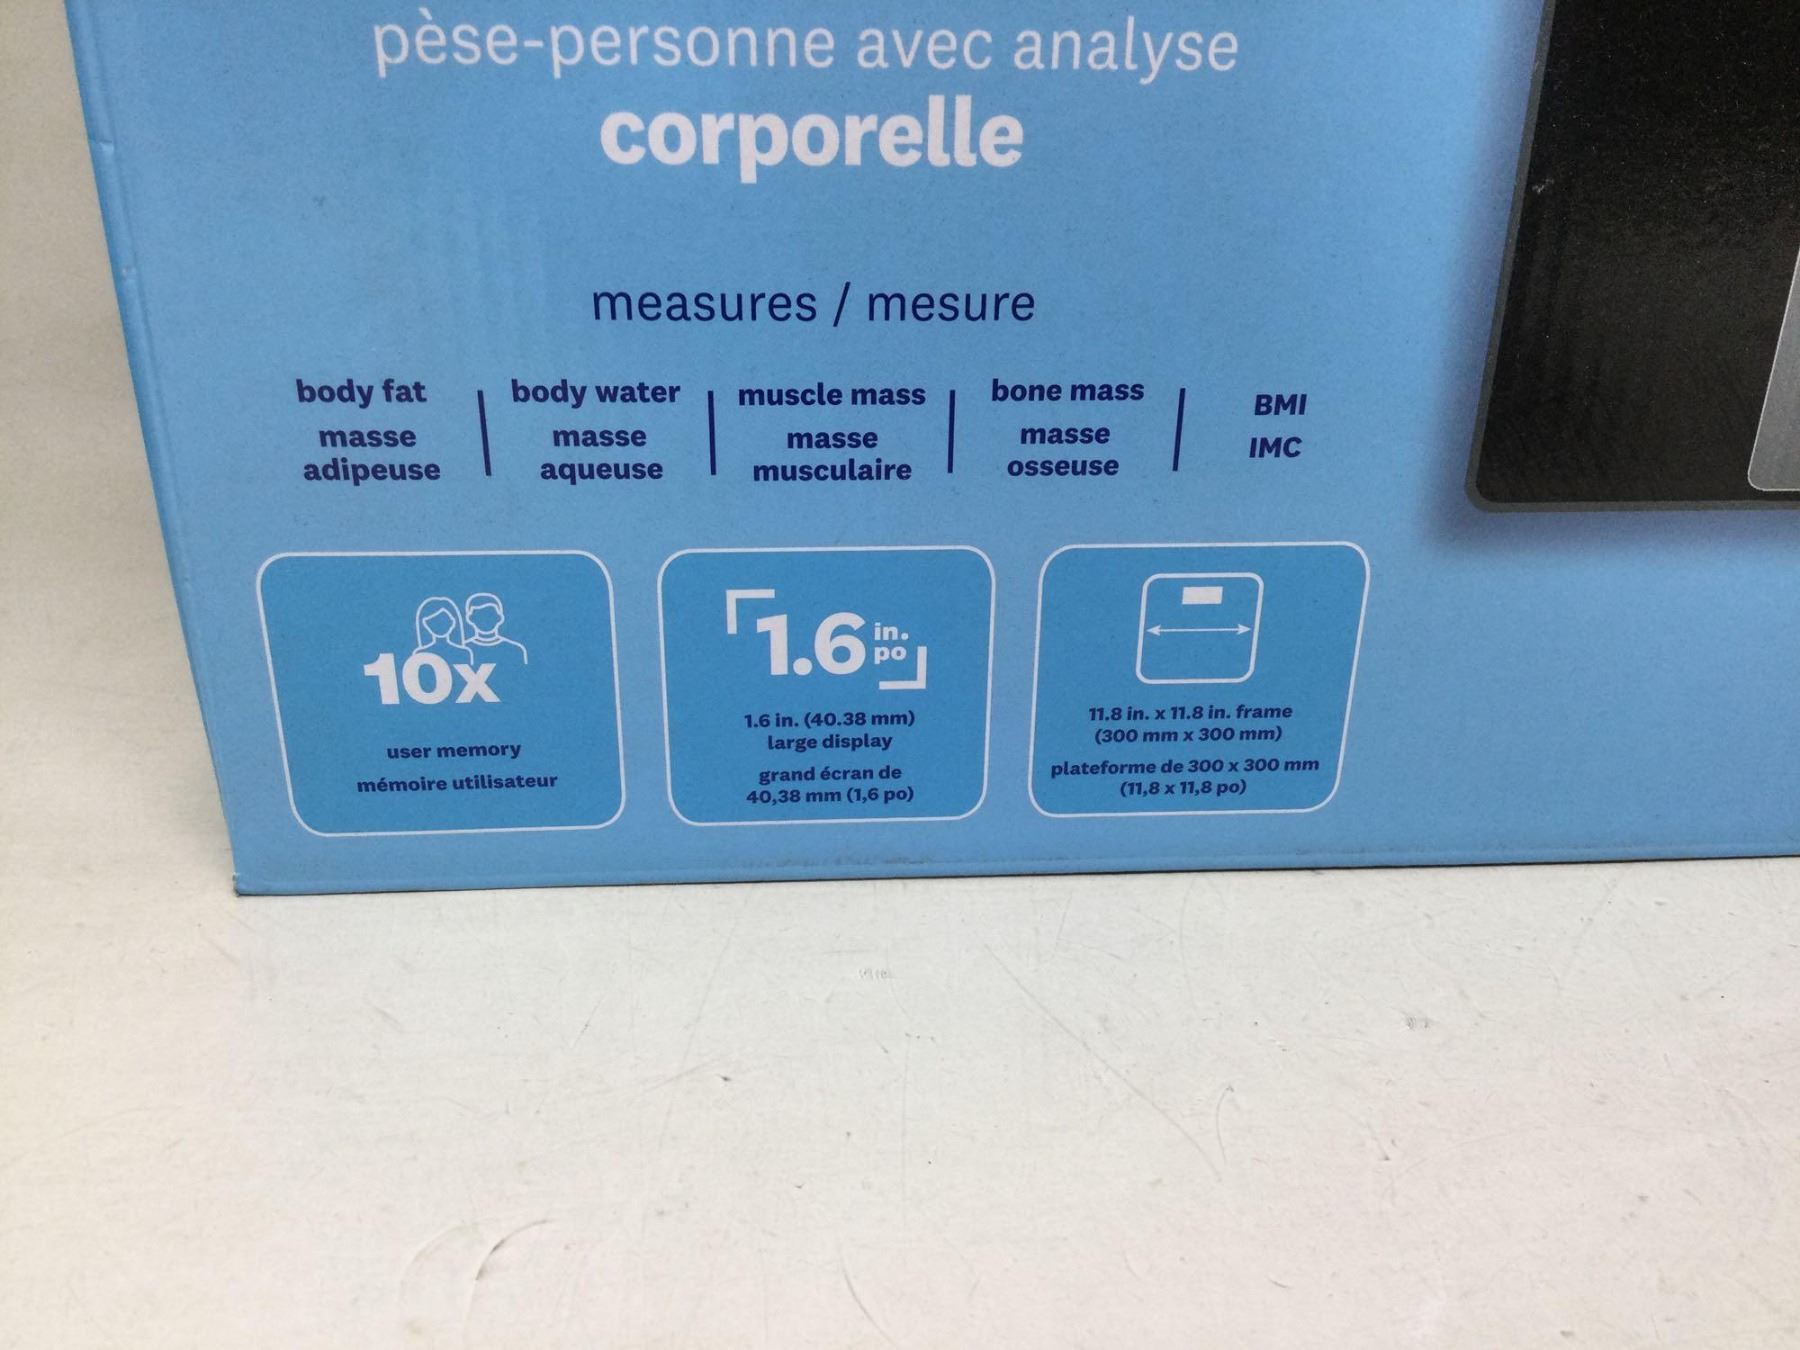 pèse-personne avec analyse
corporelle
measures / mesure
body fat
masse
adipeuse
body water
masse
aqueuse
muscle mass
masse
musculaire
bone mass
masse
osseuse
BMI
IMC
10x
user memory
mémoire utilisateur
1.6 in.
po
1.6 in. (40.38 mm)
large display
grand écran de
40,38 mm (1,6 po)
11.8 in. x 11.8 in. frame
(300 mm x 300 mm)
plateforme de 300 x 300 mm
(11,8 x 11,8 po)